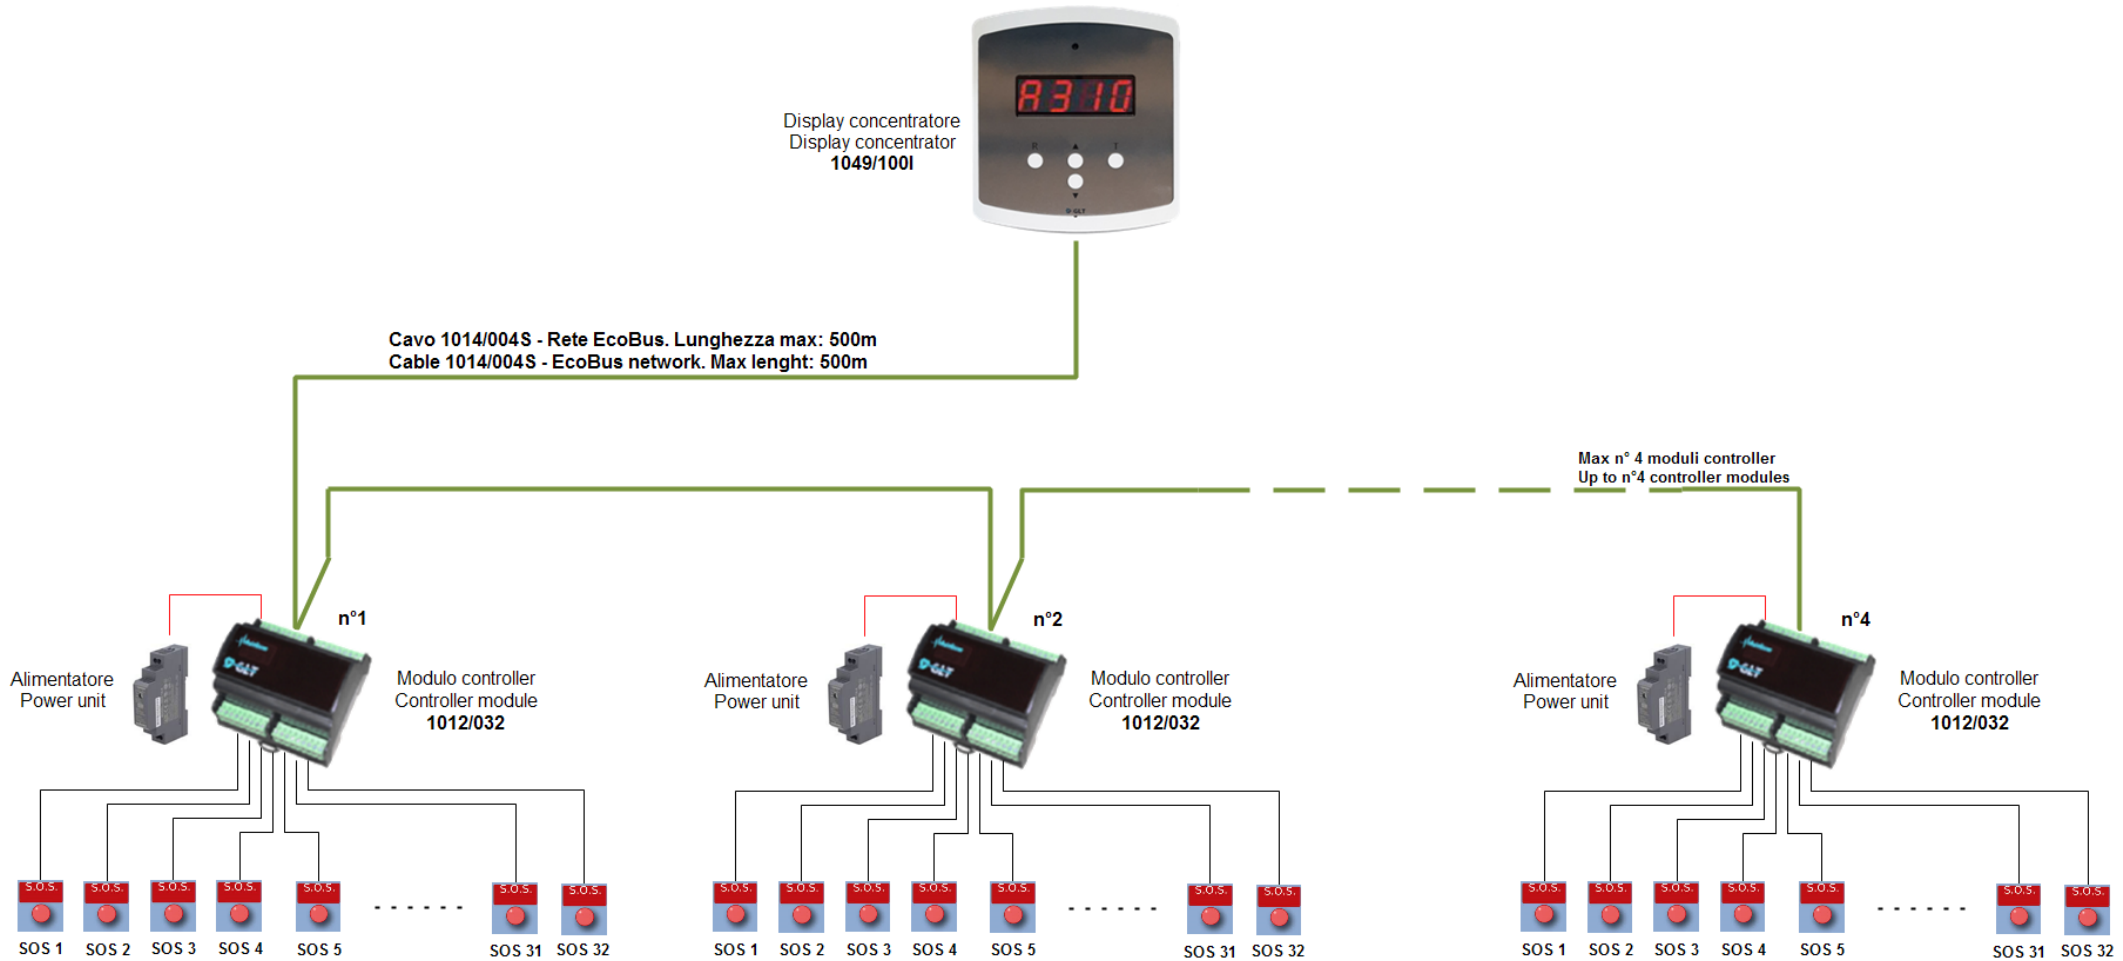 A310
R
T
Display concentratore
Display concentrator
1049/100I
Cavo 1014/004S - Rete EcoBus. Lunghezza max: 500m
Cable 1014/004S - EcoBus network. Max lenght: 500m
Max n° 4 moduli controller
Up to n°4 controller modules
n°1
n°2
n°4
Alimentatore
Power unit
GLT
Modulo controller
Controller module
1012/032
Alimentatore
Power unit
GLT
Modulo controller
Controller module
1012/032
Alimentatore
Power unit
GLT
Modulo controller
Controller module
1012/032
S.O.S. S.O.S. S.O.S. S.O.S. S.O.S. S.O.S. S.O.S.
SOS 1 SOS 2 SOS 3 SOS 4 SOS 5 SOS 31 SOS 32
S.O.S. S.O.S. S.O.S. S.O.S. S.O.S. S.O.S. S.O.S.
SOS 1 SOS 2 SOS 3 SOS 4 SOS 5 SOS 31 SOS 32
S.O.S. S.O.S. S.O.S. S.O.S. S.O.S. S.O.S. S.O.S.
SOS 1 SOS 2 SOS 3 SOS 4 SOS 5 SOS 31 SOS 32